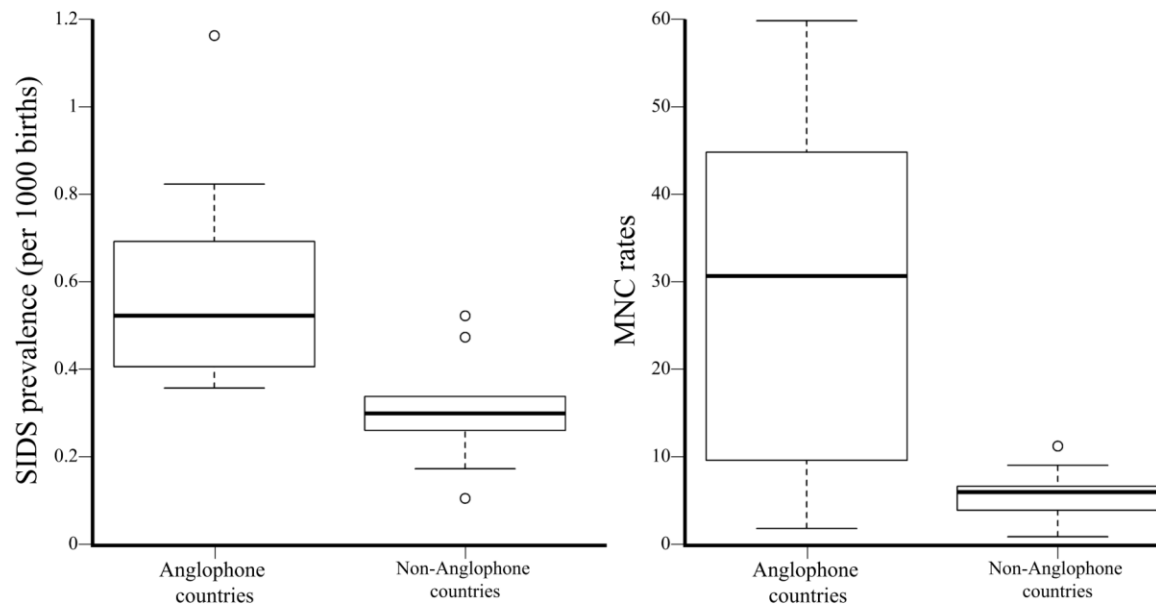 SIDS prevalence (per 1000 births)
1.2
1
0.8
0.6
0.4
0.2
0
Anglophone
countries
Non-Anglophone
countries
MNC rates
60
50
40
30
20
10
0
Anglophone
countries
Non-Anglophone
countries